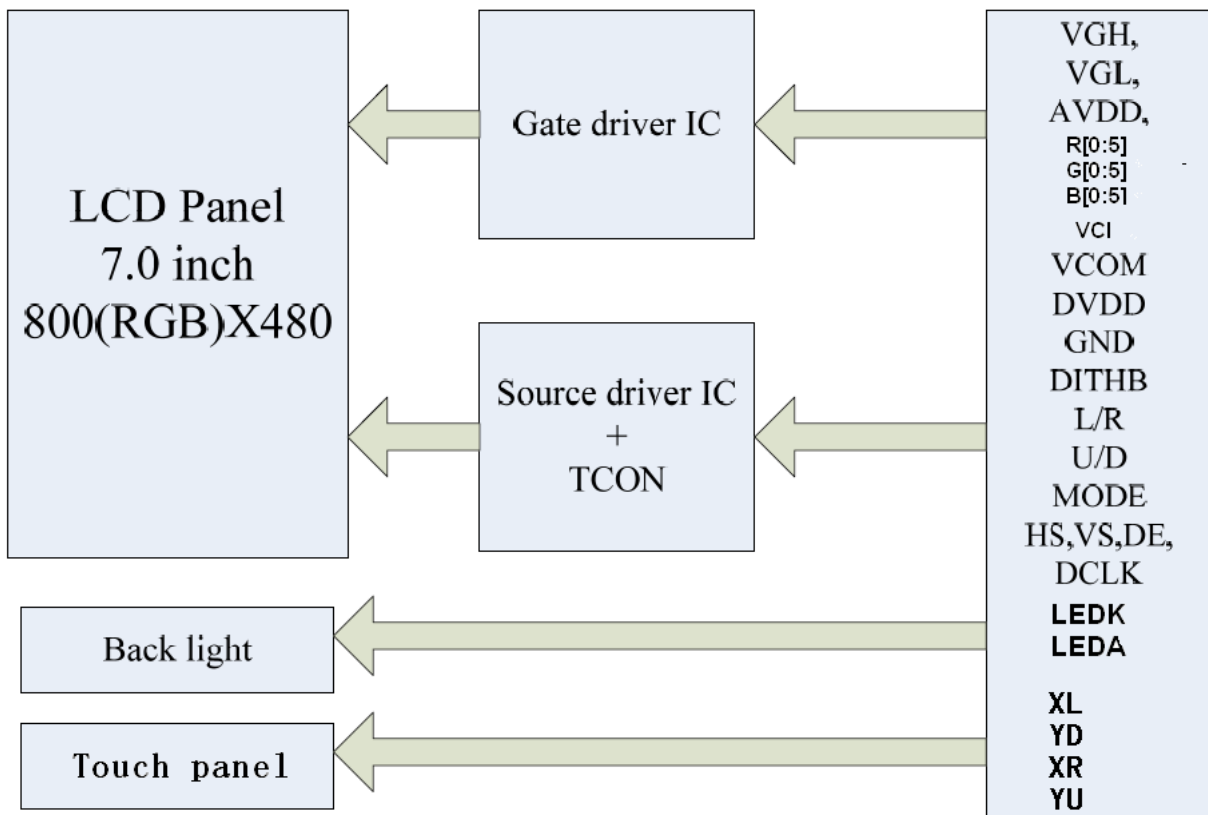 LCD Panel
7.0 inch
800(RGB)X480
Gate driver IC
Source driver IC
+
TCON
Back light
Touch panel
VGH,
VGL,
AVDD,
R[0:5]
G[0:5]
B[0:5]
VCI
VCOM
DVDD
GND
DITHB
L/R
U/D
MODE
HS,VS,DE,
DCLK
LEDK
LEDA
XL
YD
XR
YU